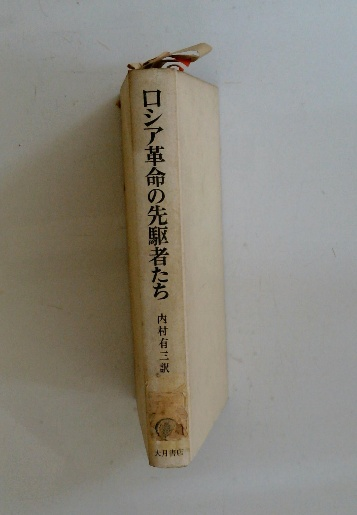 ロシア革命の先駆者たち
内村有三訳
大月書店